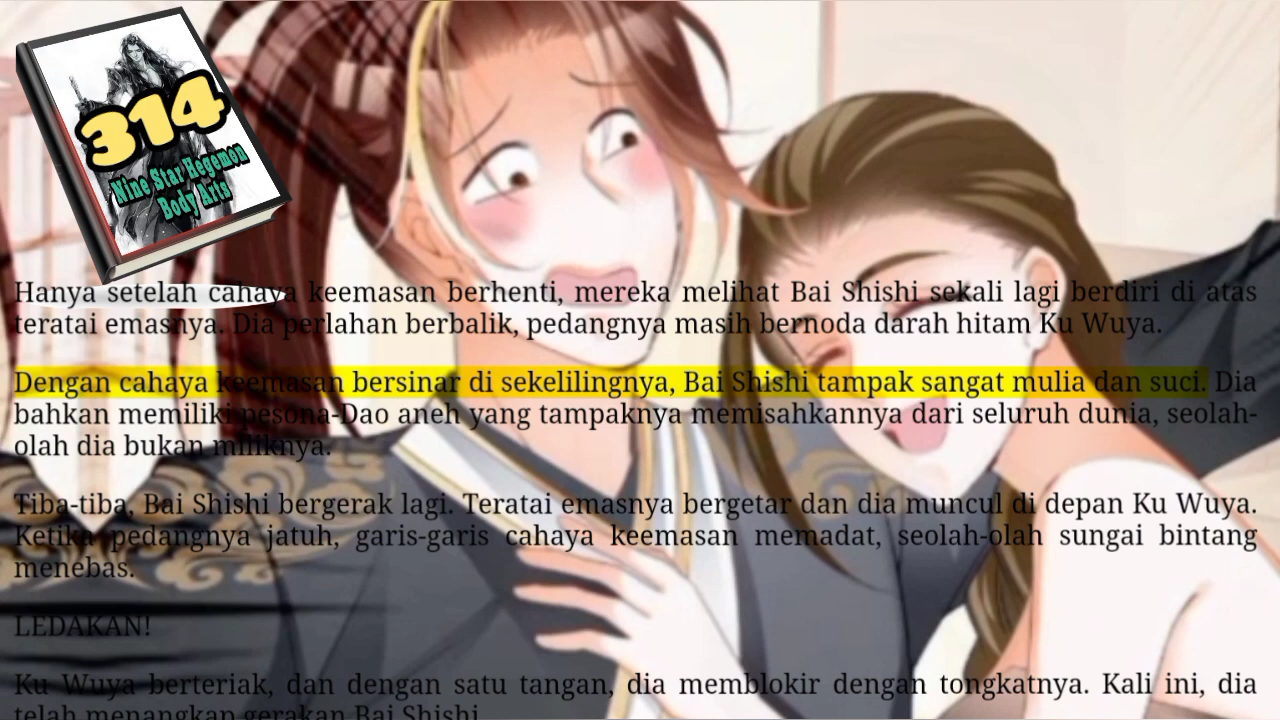 314
Nine Star Hegemon
Body Arts
Hanya setelah cahaya keemasan berhenti, mereka melihat Bai Shishi sekali lagi berdiri di atas
teratai emasnya. Dia perlahan berbalik, pedangnya masih bernoda darah hitam Ku Wuya.
Dengan cahaya keemasan bersinar di sekelilingnya, Bai Shishi tampak sangat mulia dan suci. Dia
bahkan memiliki pesona-Dao aneh yang tampaknya memisahkannya dari seluruh dunia, seolah-
olah dia bukan miliknya.
Tiba-tiba, Bai Shishi bergerak lagi. Teratai emasnya bergetar dan dia muncul di depan Ku Wuya.
Ketika pedangnya jatuh, garis-garis cahaya keemasan memadat, seolah-olah sungai bintang
menebas.
LEDAKAN!
Ku Wuya berteriak, dan dengan satu tangan, dia memblokir dengan tongkatnya. Kali ini, dia
telah menangkap gerakan Bai Shishi.